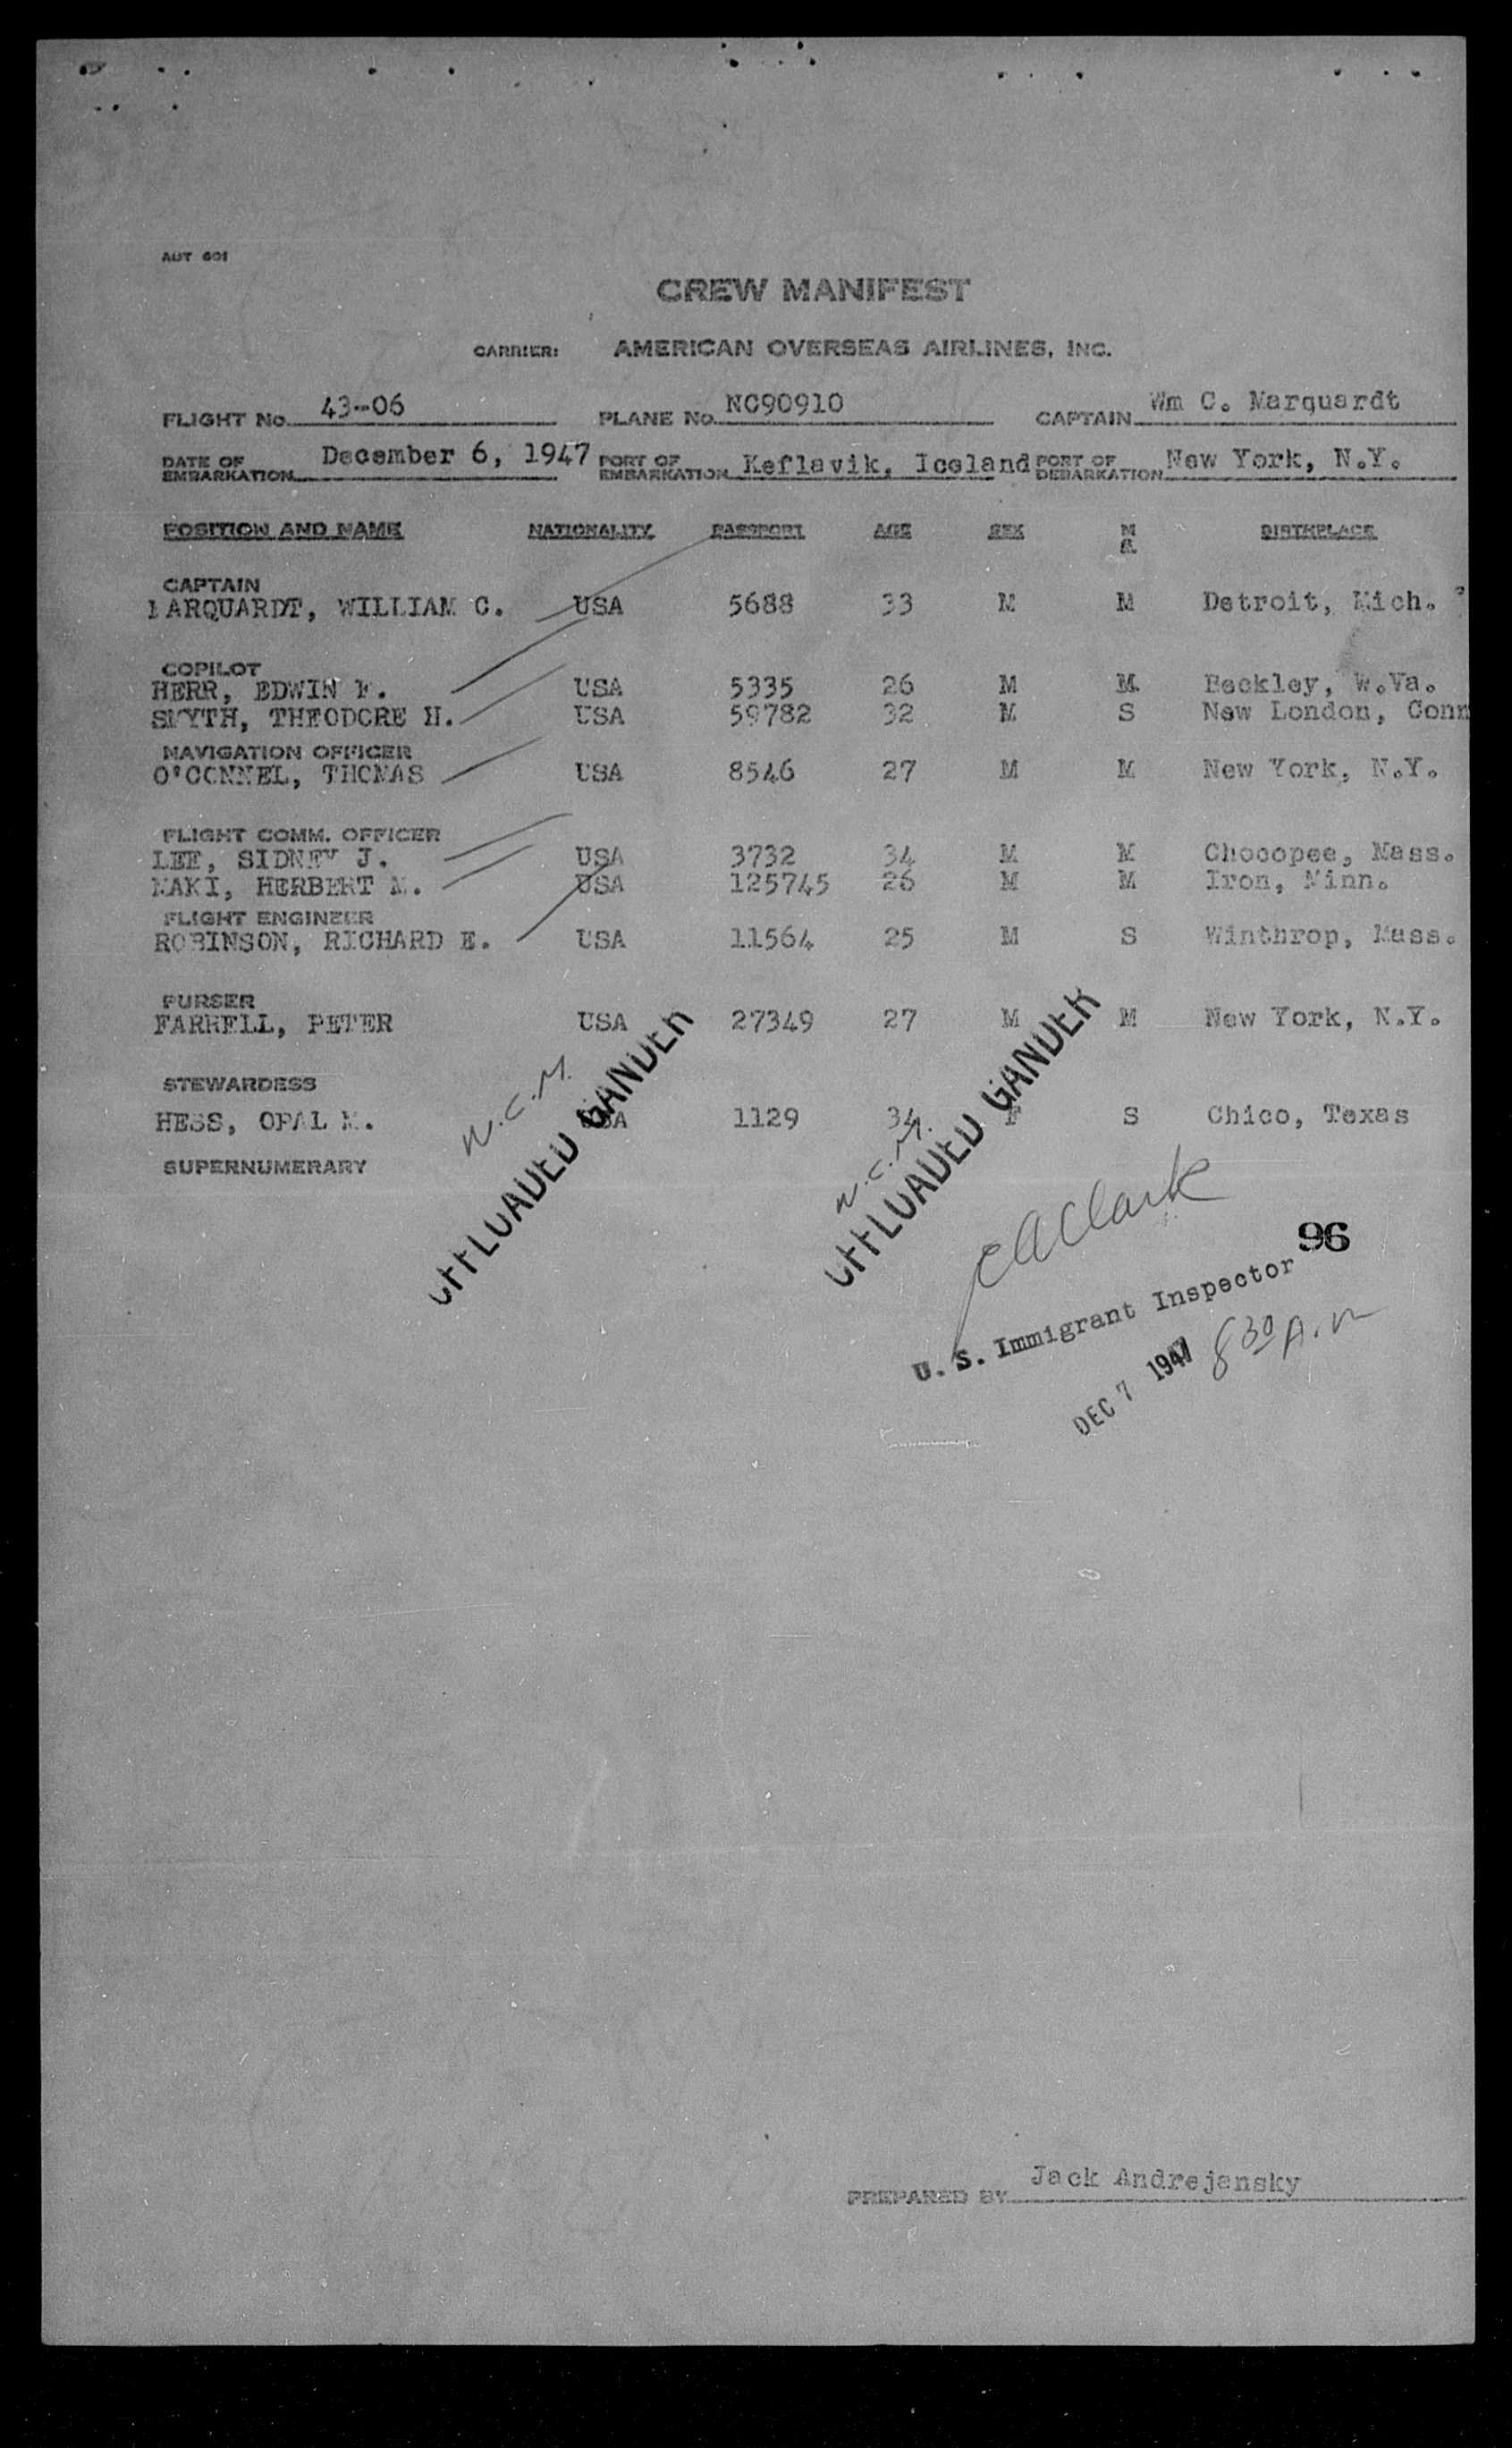 CREW MANIFEST
CARRIER: AMERICAN OVERSEAS AIRLINES, INC.
FLIGHT No. 43-06 PLANE No. NC90910 CAPTAIN Wm C. Marquardt
DATE OF EMBARKATION December 6, 1947 PORT OF EMBARKATION Keflavik, Iceland PORT OF DEBARKATION New York, N.Y.
POSITION AND NAME NATIONALITY PASSPORT AGE SEX M S BIRTHPLACE
CAPTAIN
MARQUARDT, WILLIAM C. USA 5688 33 M M Detroit, Mich.
COPILOT
HERR, EDWIN F. USA 5335 26 M M Beckley, W.Va.
SMYTH, THEODORE H. USA 59782 32 M S New London, Conn
NAVIGATION OFFICER
O'CONNEL, THOMAS USA 8546 27 M M New York, N.Y.
FLIGHT COMM. OFFICER
LEE, SIDNEY J. USA 3732 34 M M Chocopee, Mass.
MAKI, HERBERT M. USA 125745 26 M M Iron, Minn.
FLIGHT ENGINEER
ROBINSON, RICHARD E. USA 11564 25 M S Winthrop, Mass.
PURSER
FARRELL, PETER USA 27349 27 M M New York, N.Y.
STEWARDESS
HESS, OPAL M. USA 1129 34 F S Chico, Texas
SUPERNUMERARY
W.C.M.
OFFLOADED GANDER
W.C.M.
OFFLOADED GANDER
CAClark
96
U. S. Immigrant Inspector
DEC 7 1947 8 30 A.M
PREPARED BY Jack Andrejansky